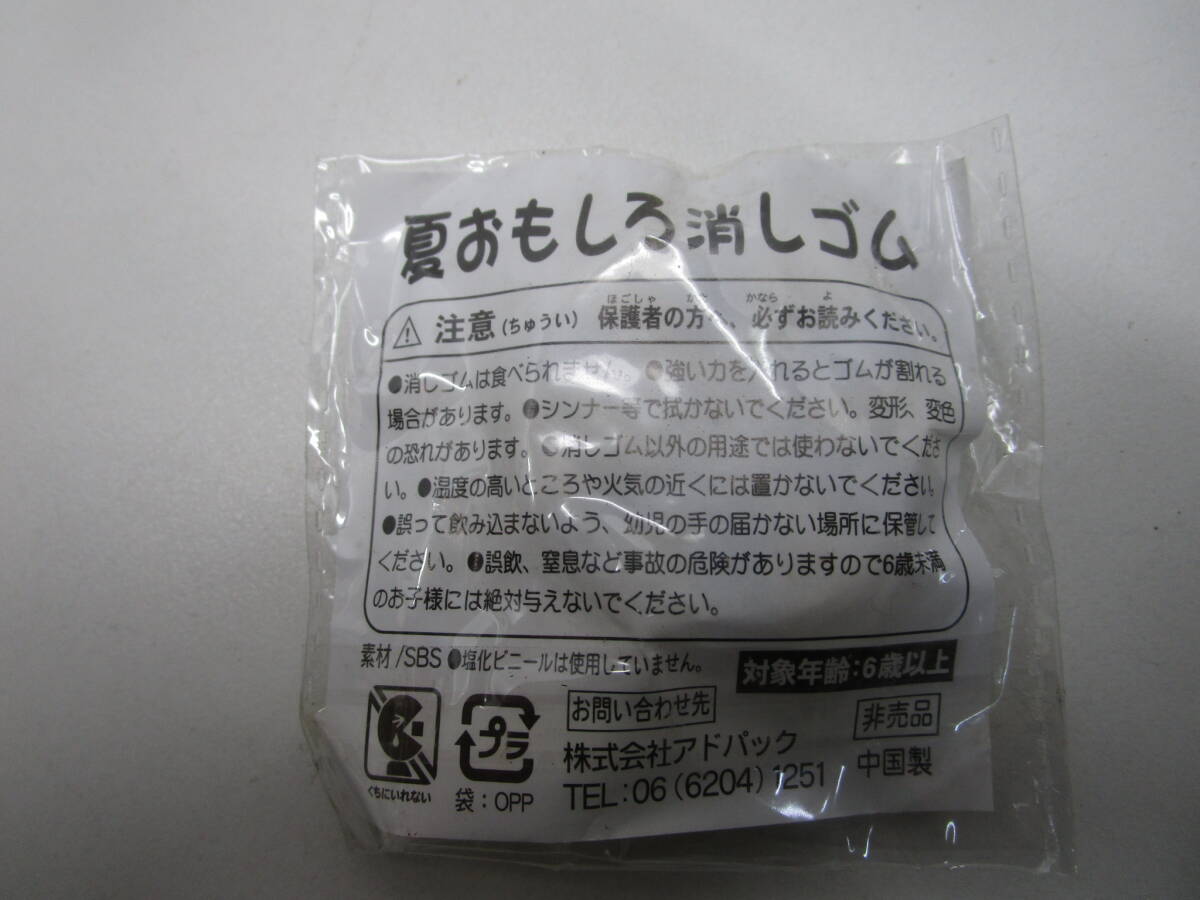 夏おもしろ消しゴム
ほごしゃ かた かなら よ
注意(ちゅうい) 保護者の方へ、必ずお読みください。
●消しゴムは食べられません。●強い力を入れるとゴムが割れる
場合があります。●シンナー等で拭かないでください。変形、変色
の恐れがあります。●消しゴム以外の用途では使わないでくださ
い。●温度の高いところや火気の近くには置かないでください。
●誤って飲み込まないよう、幼児の手の届かない場所に保管して
ください。●誤飲、窒息など事故の危険がありますので6歳未満
のお子様には絶対与えないでください。
素材/SBS ●塩化ビニールは使用していません。
対象年齢:6歳以上
くちにいれない
プラ
袋:OPP
お問い合わせ先
株式会社アドパック
TEL:06(6204)1251
非売品
中国製